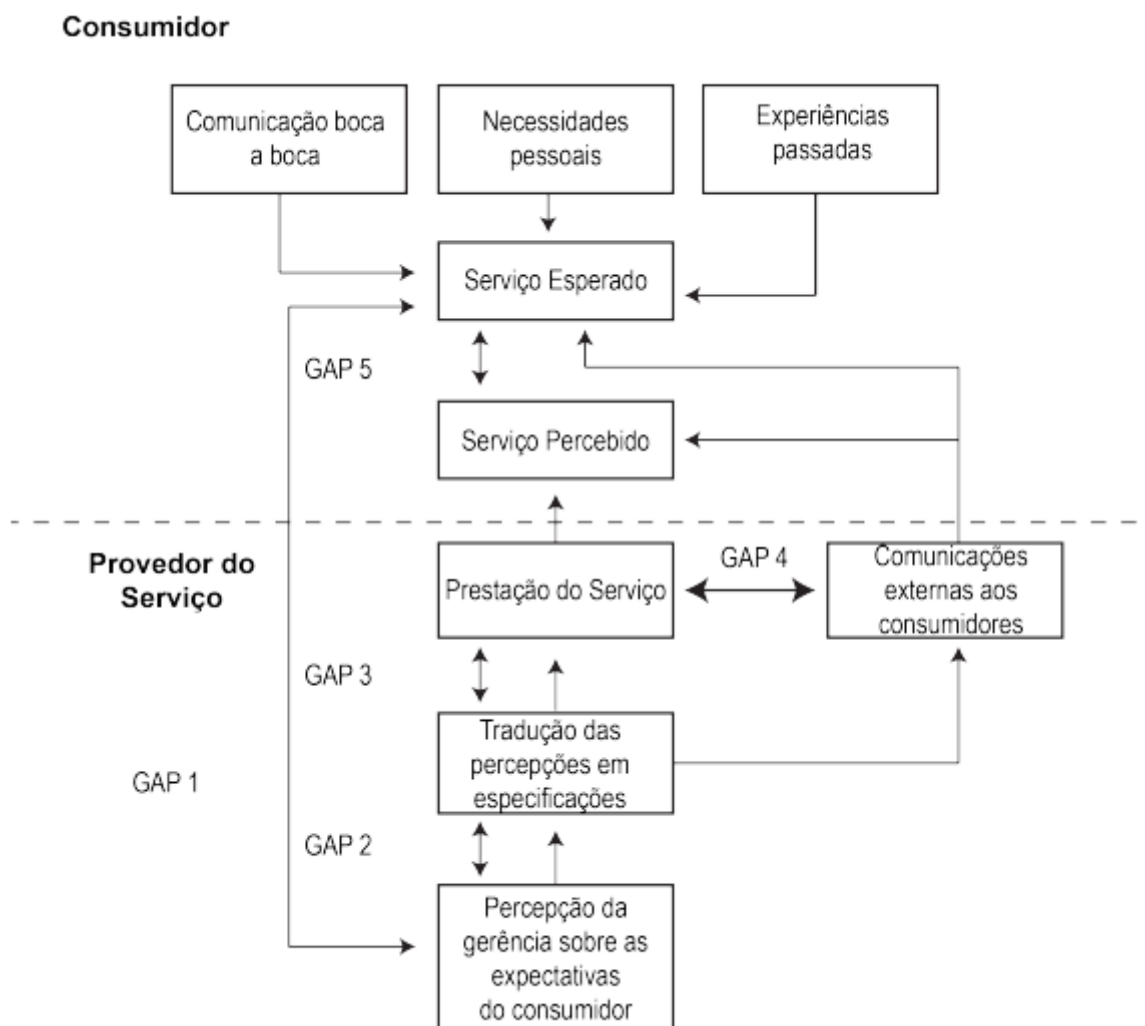 Consumidor
Comunicação boca
a boca
Necessidades
pessoais
Experiências
passadas
Serviço Esperado
GAP 5
Serviço Percebido
Provedor do
Serviço
Prestação do Serviço
GAP 4
Comunicações
externas aos
consumidores
GAP 3
Tradução das
percepções em
especificações
GAP 1
GAP 2
Percepção da
gerência sobre as
expectativas
do consumidor